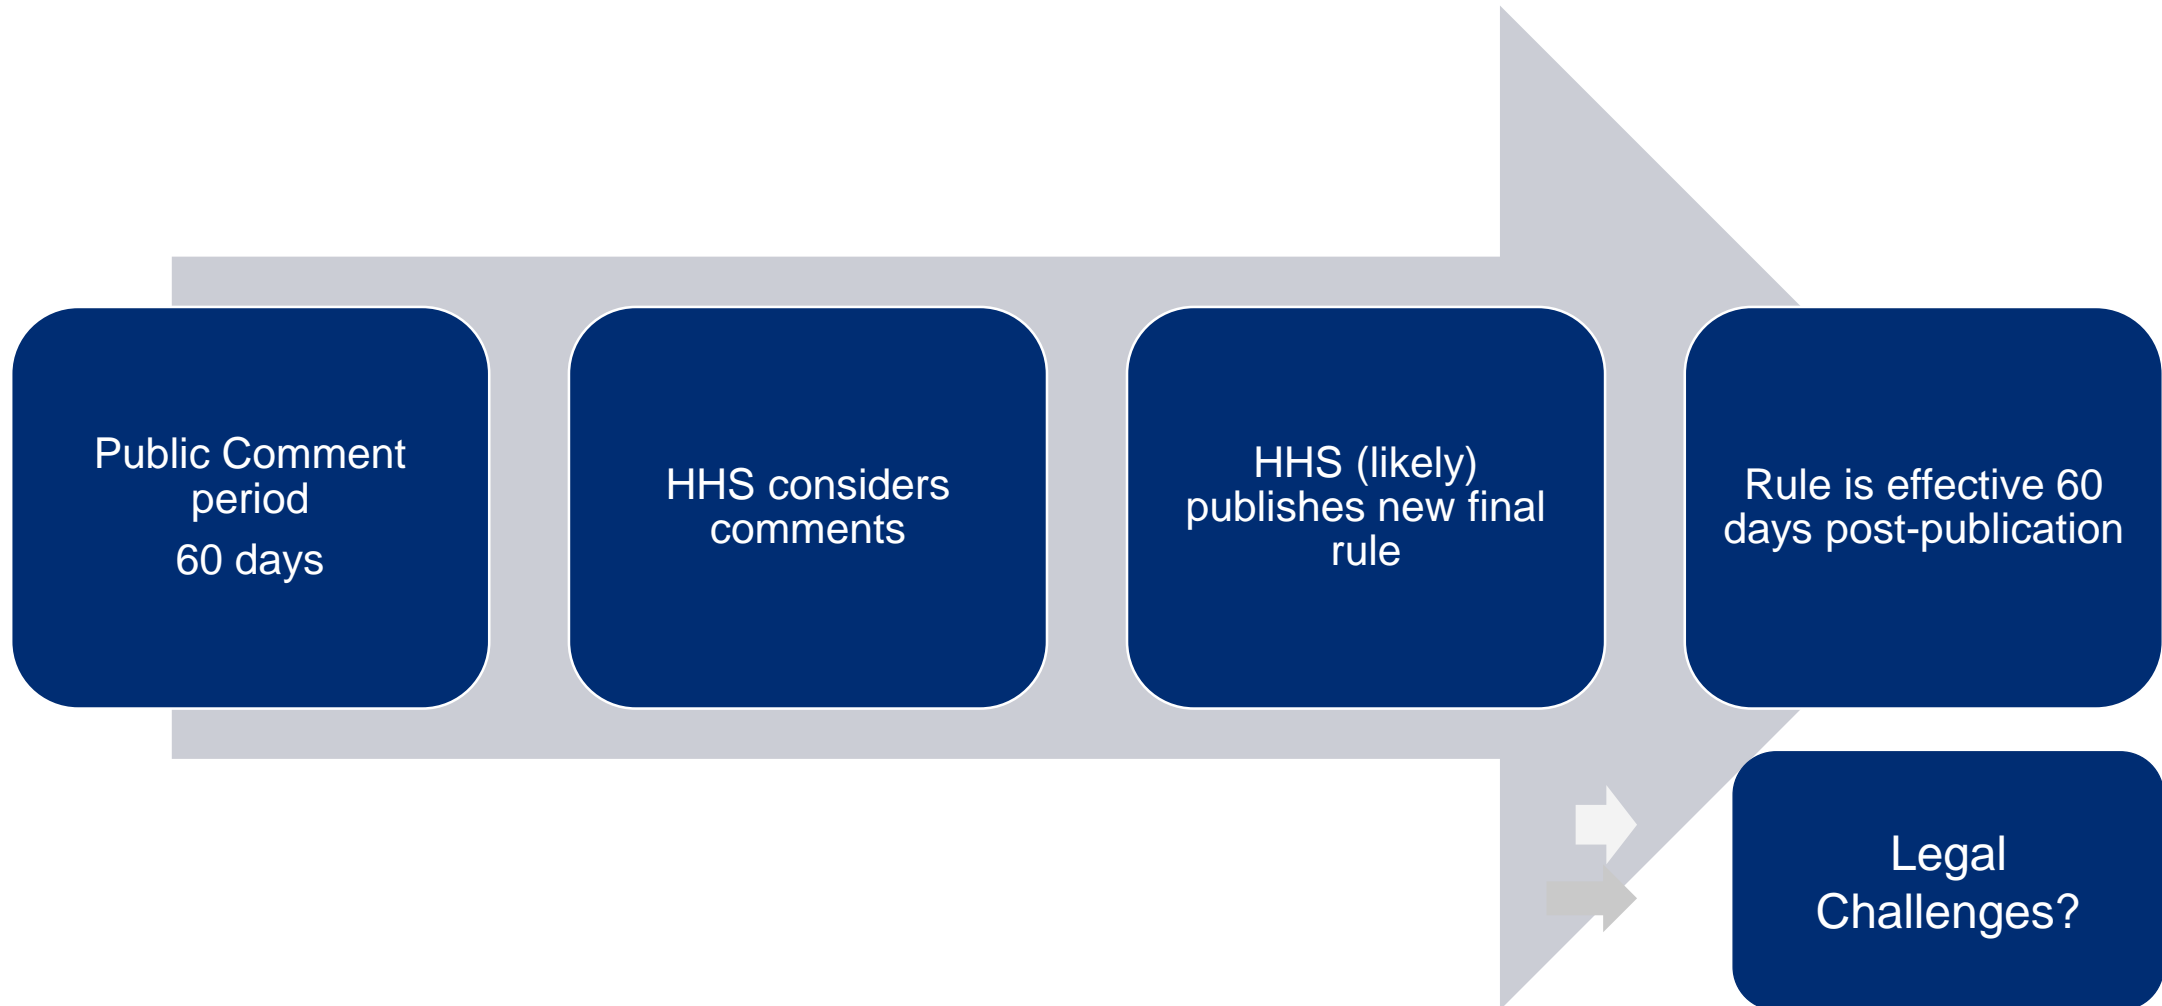 Public Comment
period
60 days
HHS considers
comments
HHS (likely)
publishes new final
rule
Rule is effective 60
days post-publication
Legal
Challenges?